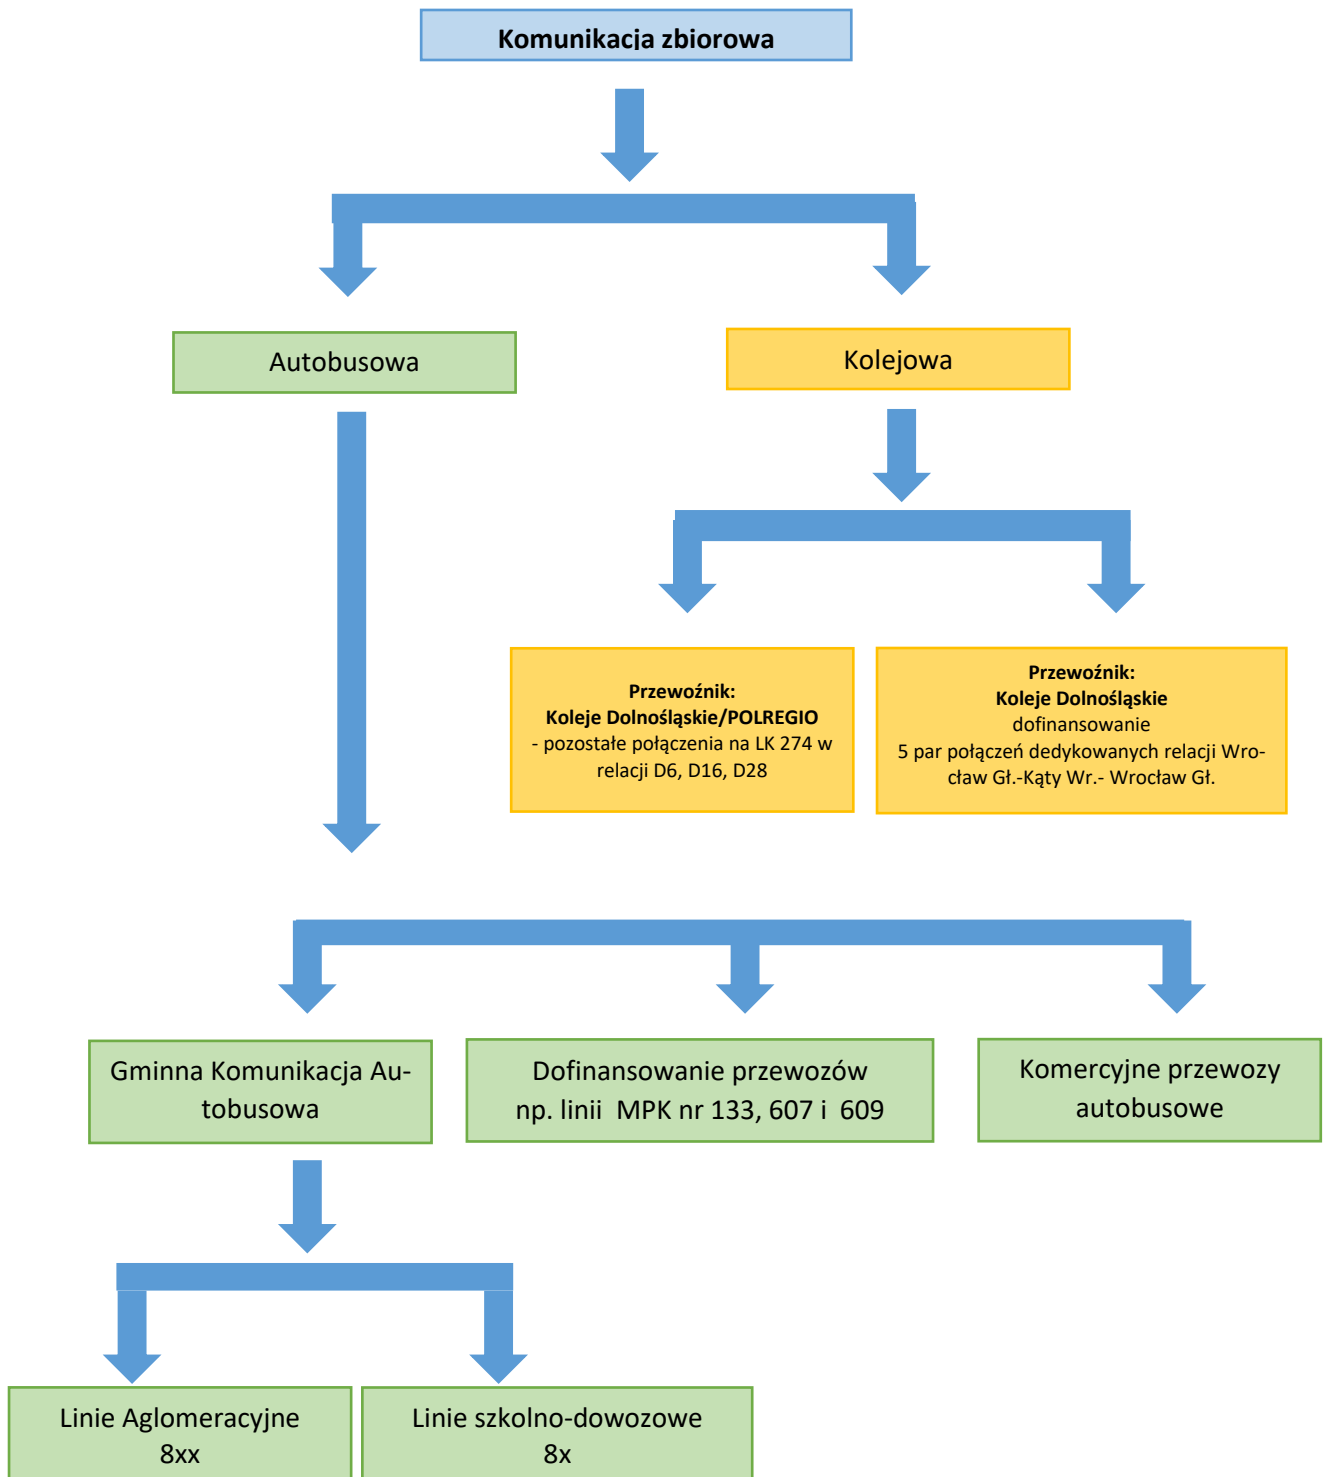 Komunikacja zbiorowa
Autobusowa
Kolejowa
Przewoźnik:
Koleje Dolnośląskie/POLREGIO
- pozostałe połączenia na LK 274 w
relacji D6, D16, D28
Przewoźnik:
Koleje Dolnośląskie
dofinansowanie
5 par połączeń dedykowanych relacji Wro-
cław Gł.-Kąty Wr.- Wrocław Gł.
Gminna Komunikacja Au-
tobusowa
Dofinansowanie przewozów
np. linii MPK nr 133, 607 i 609
Komercyjne przewozy
autobusowe
Linie Aglomeracyjne
8xx
Linie szkolno-dowozowe
8x